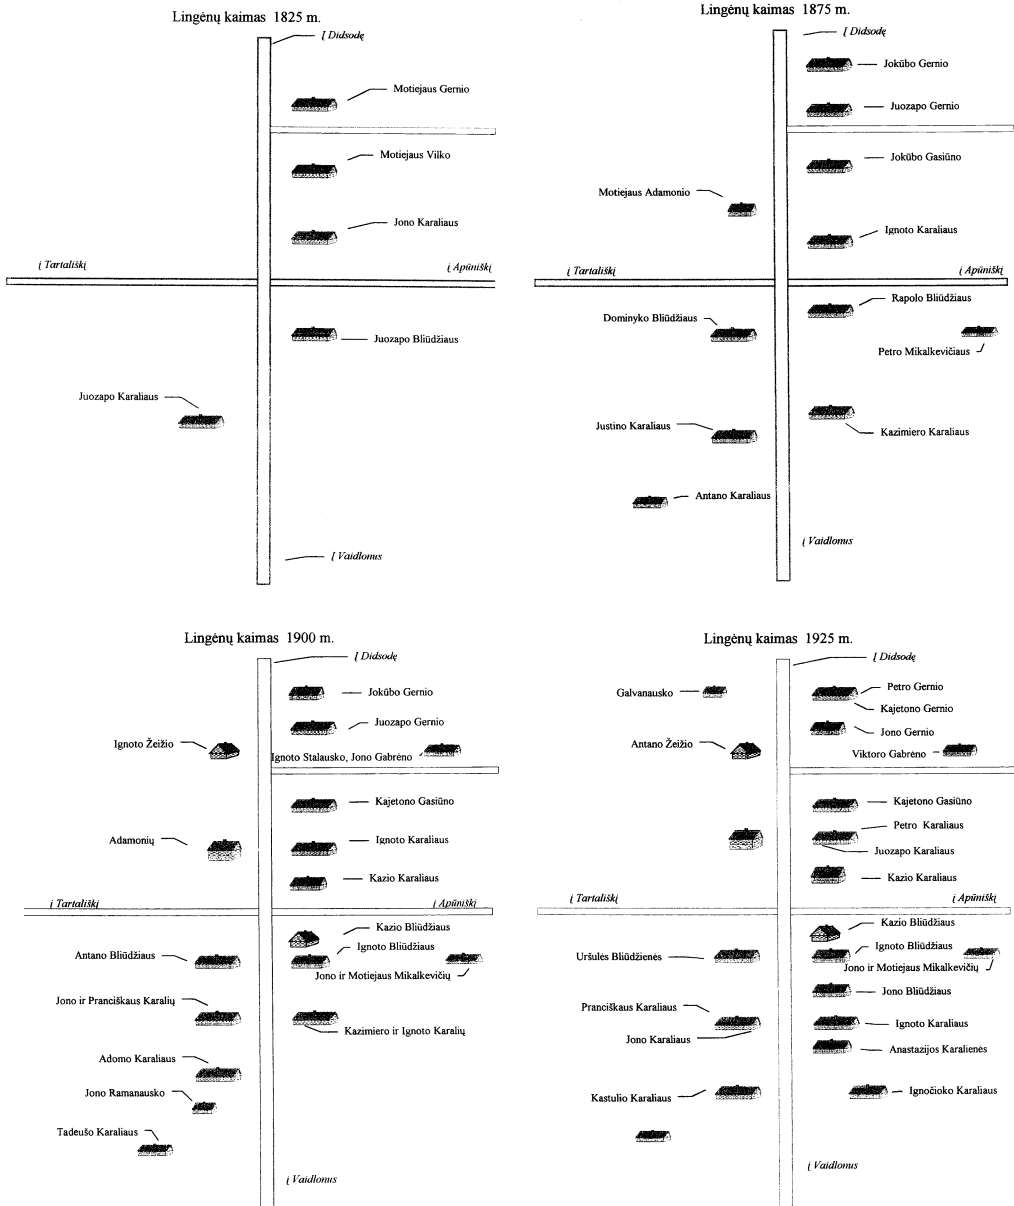 Lingėnų kaimas 1825 m.
Į Didsodę
Motiejaus Gernio
Motiejaus Vilko
Jono Karaliaus
į Tartališkį
į Apūniškį
Juozapo Bliūdžiaus
Juozapo Karaliaus
Į Vaidlonus
Lingėnų kaimas 1875 m.
Į Didsodę
Jokūbo Gernio
Juozapo Gernio
Jokūbo Gasiūno
Motiejaus Adamonio
Ignoto Karaliaus
į Tartališkį
į Apūniškį
Rapolo Bliūdžiaus
Dominyko Bliūdžiaus
Petro Mikalkevičiaus
Justino Karaliaus
Kazimiero Karaliaus
Antano Karaliaus
į Vaidlonus
Lingėnų kaimas 1900 m.
Į Didsodę
Jokūbo Gernio
Juozapo Gernio
Ignoto Žeižio
Ignoto Stalausko, Jono Gabrėno
Kajetono Gasiūno
Adamonių
Ignoto Karaliaus
Kazio Karaliaus
į Tartališkį
į Apūniškį
Kazio Bliūdžiaus
Ignoto Bliūdžiaus
Antano Bliūdžiaus
Jono ir Motiejaus Mikalkevičių
Jono ir Pranciškaus Karalių
Kazimiero ir Ignoto Karalių
Adomo Karaliaus
Jono Ramanausko
Tadeušo Karaliaus
į Vaidlonus
Lingėnų kaimas 1925 m.
Į Didsodę
Galvanausko
Petro Gernio
Kajetono Gernio
Jono Gernio
Antano Žeižio
Viktoro Gabrėno
Kajetono Gasiūno
Petro Karaliaus
Juozapo Karaliaus
Kazio Karaliaus
į Tartališkį
į Apūniškį
Kazio Bliūdžiaus
Ignoto Bliūdžiaus
Uršulės Bliūdžienės
Jono ir Motiejaus Mikalkevičių
Jono Bliūdžiaus
Pranciškaus Karaliaus
Ignoto Karaliaus
Jono Karaliaus
Anastazijos Karalienės
Kastulio Karaliaus
Ignočioko Karaliaus
į Vaidlonus